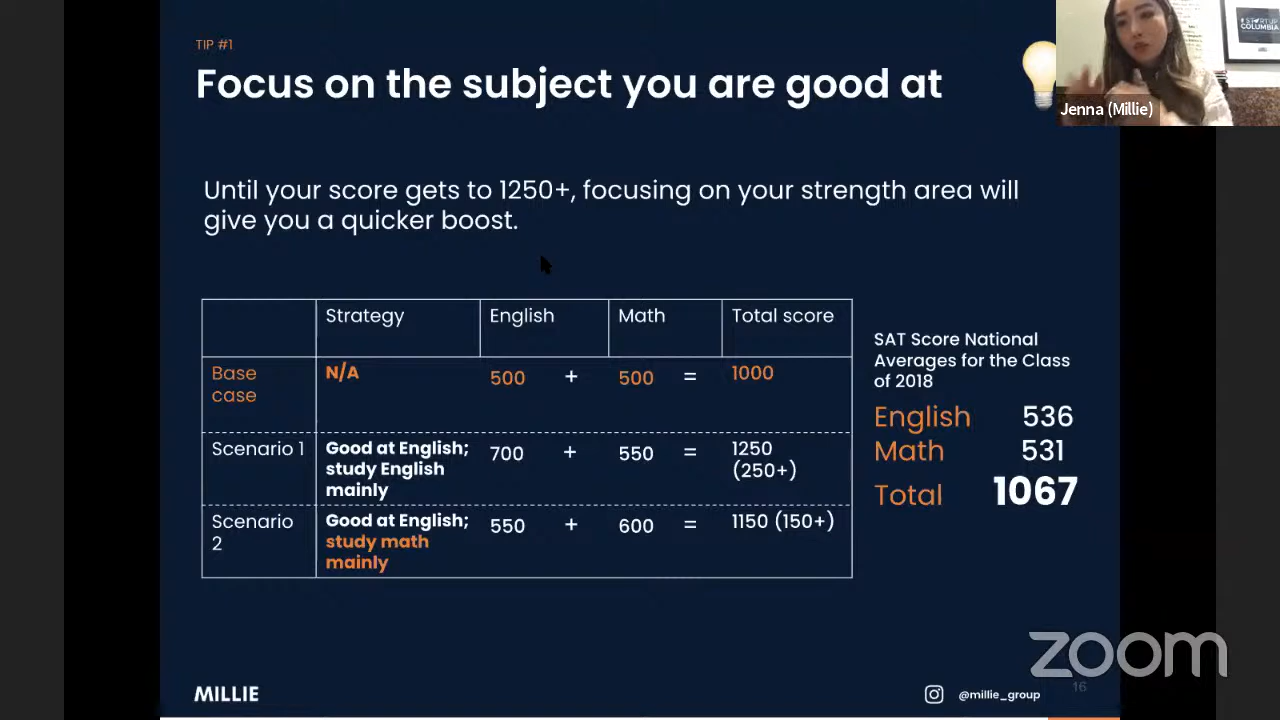 TIP #1
Focus on the subject you are good at
STARTUP
COLUMBIA
Jenna (Millie)
Until your score gets to 1250+, focusing on your strength area will
give you a quicker boost.
Strategy English Math Total score
Base
case
N/A
500 + 500 = 1000
Scenario 1
Good at English;
study English
mainly
700 + 550 = 1250
(250+)
Scenario
2
Good at English;
study math
mainly
550 + 600 = 1150 (150+)
SAT Score National
Averages for the Class
of 2018
English 536
Math 531
Total 1067
zoom
MILLIE
@millie_group
16